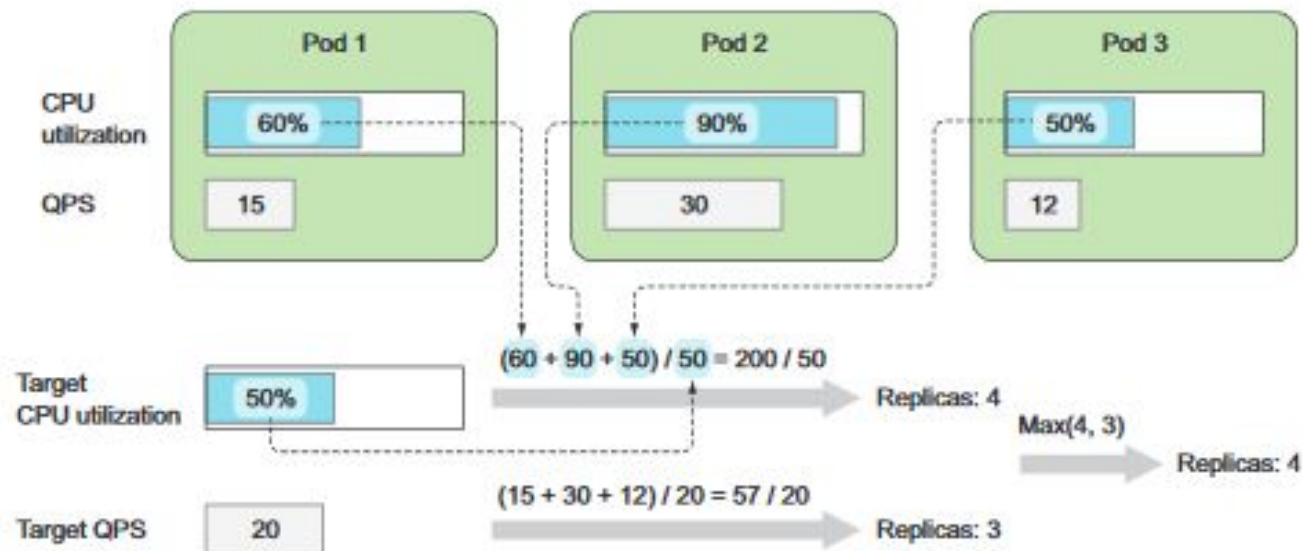 Pod 1
Pod 2
Pod 3
CPU
utilization
60%
90%
50%
QPS
15
30
12
(60 + 90 + 50) / 50 = 200 / 50
Target
CPU utilization
50%
Replicas: 4
Max(4, 3)
Replicas: 4
(15 + 30 + 12) / 20 = 57 / 20
Target QPS
20
Replicas: 3